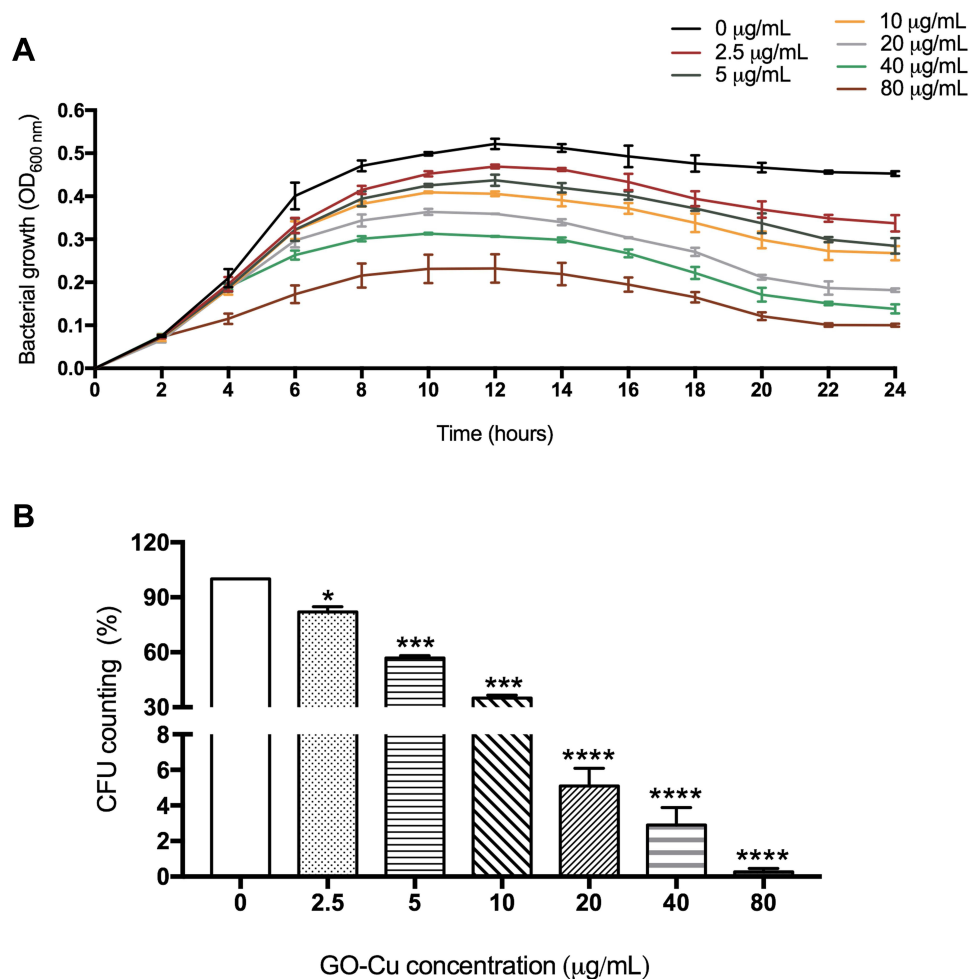 A
0 μg/mL
2.5 μg/mL
5 μg/mL
10 μg/mL
20 μg/mL
40 μg/mL
80 μg/mL
Bacterial growth (OD600 nm)
0.6
0.5
0.4
0.3
0.2
0.1
0.0
0 2 4 6 8 10 12 14 16 18 20 22 24
Time (hours)
B
CFU counting (%)
120
90
60
30
8
6
4
2
0
*
***
***
****
****
****
0 2.5 5 10 20 40 80
GO-Cu concentration (μg/mL)